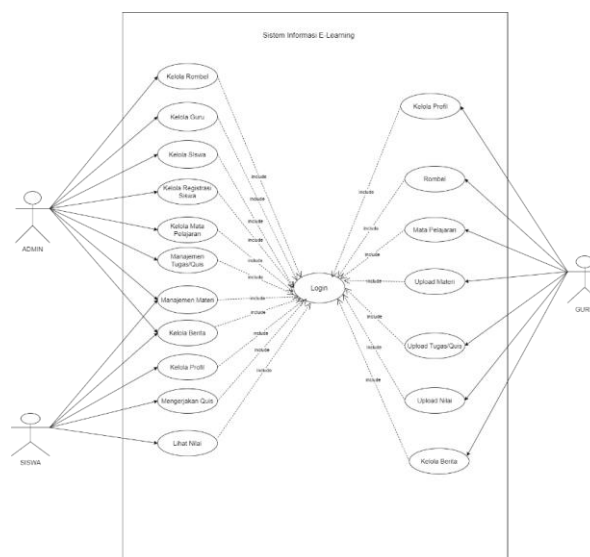 Sistem Informasi E-Learning
Kelola Rombel
Kelola Guru
Kelola Siswa
Kelola Registrasi
Siswa
Kelola Mata
Pelajaran
Manajemen
Tugas/Quis
Manajemen Materi
Kelola Berita
Kelola Profil
Mengerjakan Quis
Lihat Nilai
ADMIN
SISWA
include
include
include
include
include
include
include
include
include
include
include
Login
include
include
include
include
include
include
include
Kelola Profil
Rombel
Mata Pelajaran
Upload Materi
Upload Tugas/Quis
Upload Nilai
Kelola Berita
GURU